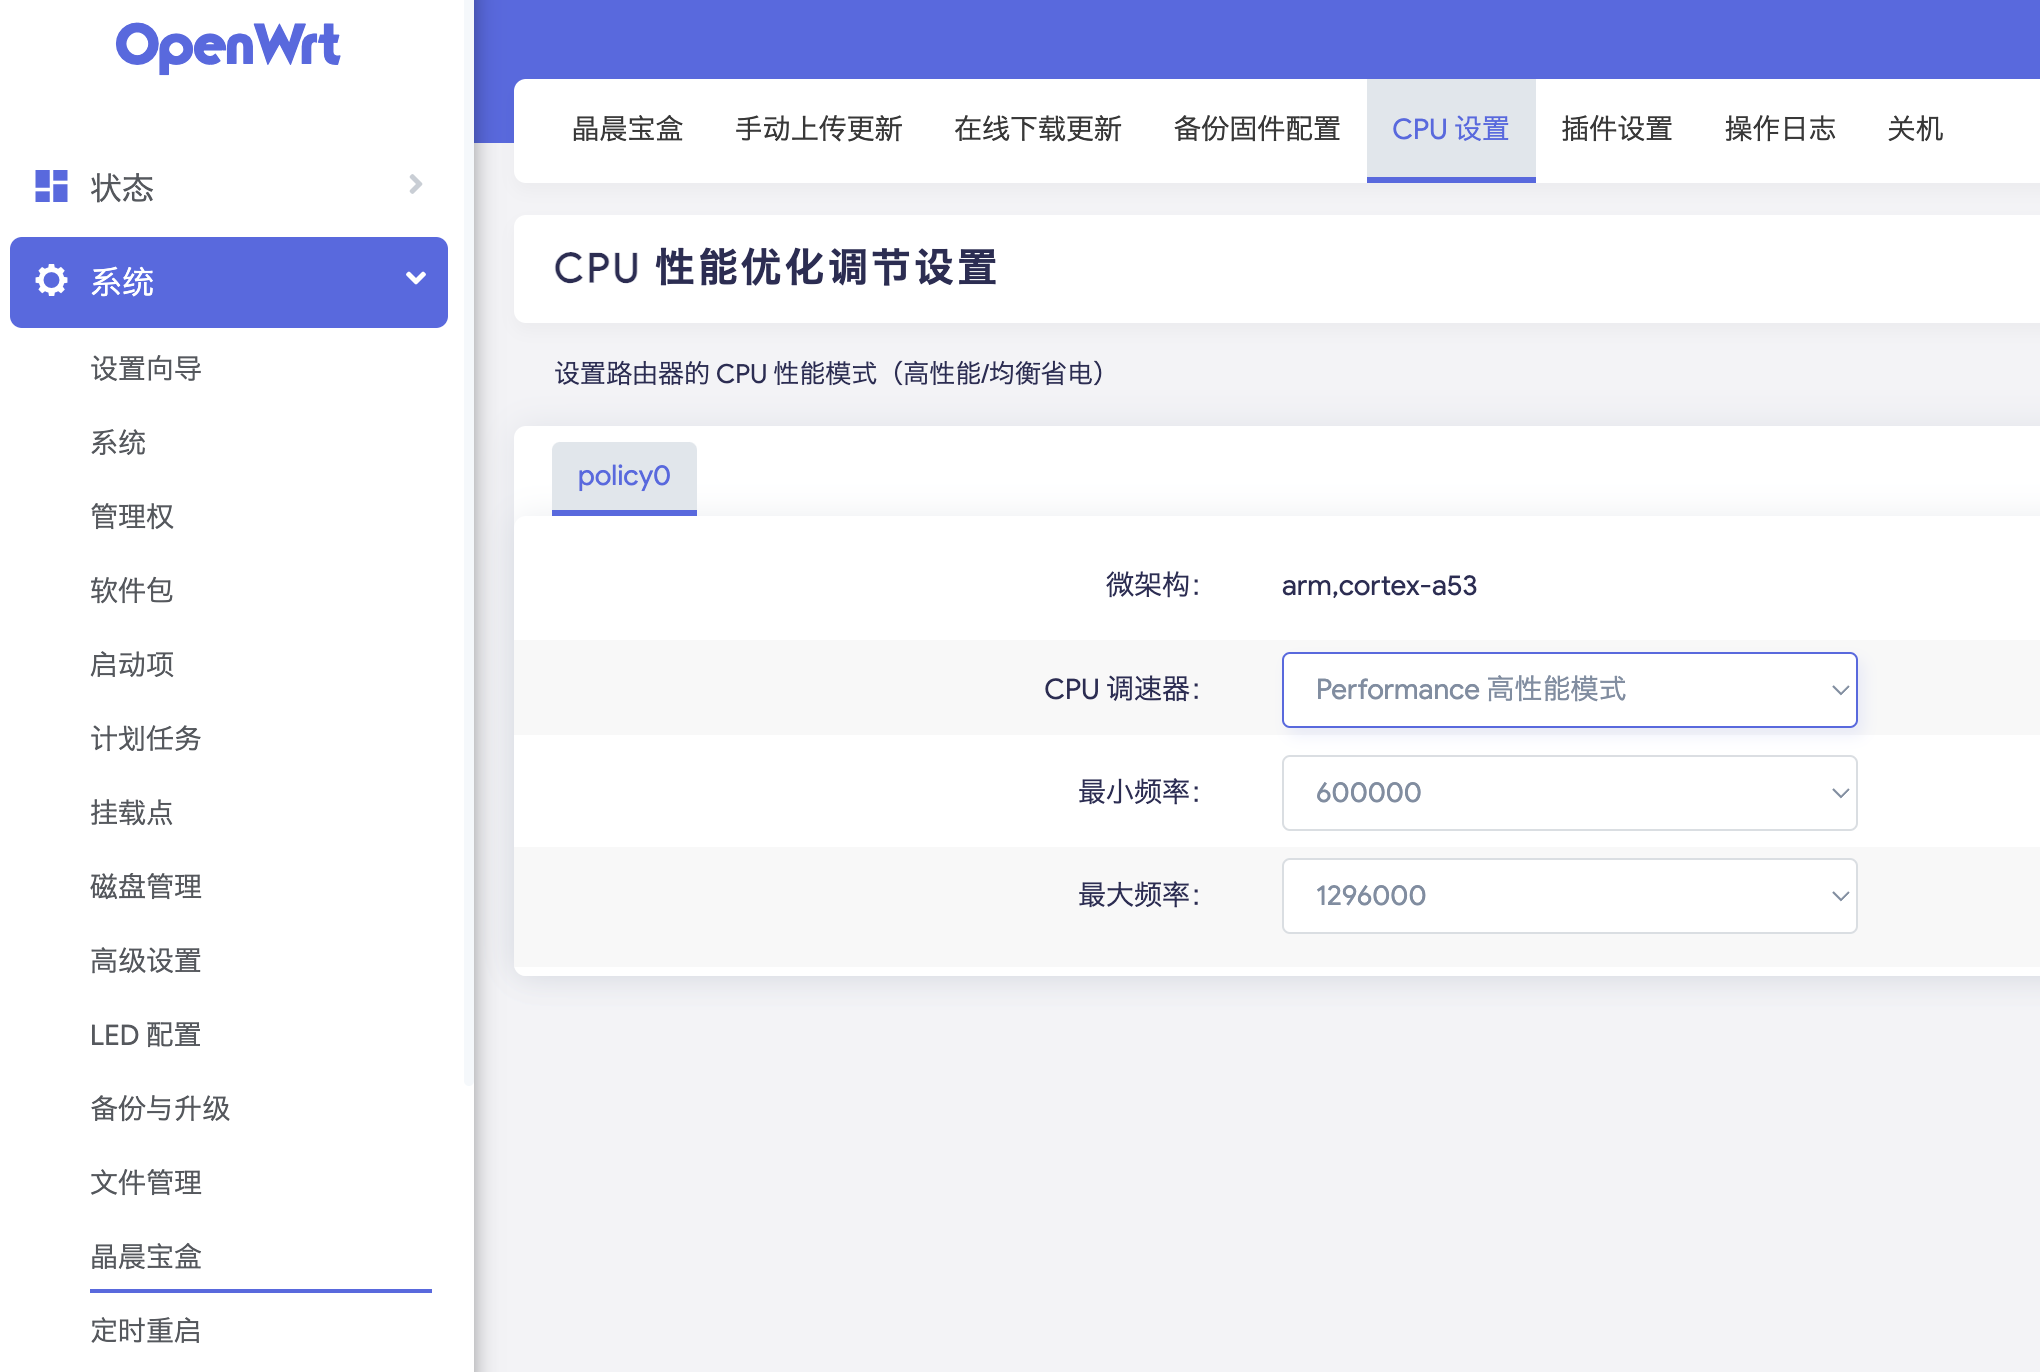 OpenWrt
状态
系统
设置向导
系统
管理权
软件包
启动项
计划任务
挂载点
磁盘管理
高级设置
LED 配置
备份与升级
文件管理
晶晨宝盒
定时重启
晶晨宝盒 手动上传更新 在线下载更新 备份固件配置 CPU 设置 插件设置 操作日志 关机
CPU 性能优化调节设置
设置路由器的 CPU 性能模式（高性能/均衡省电）
policy0
微架构： arm,cortex-a53
CPU 调速器： Performance 高性能模式
最小频率： 600000
最大频率： 1296000